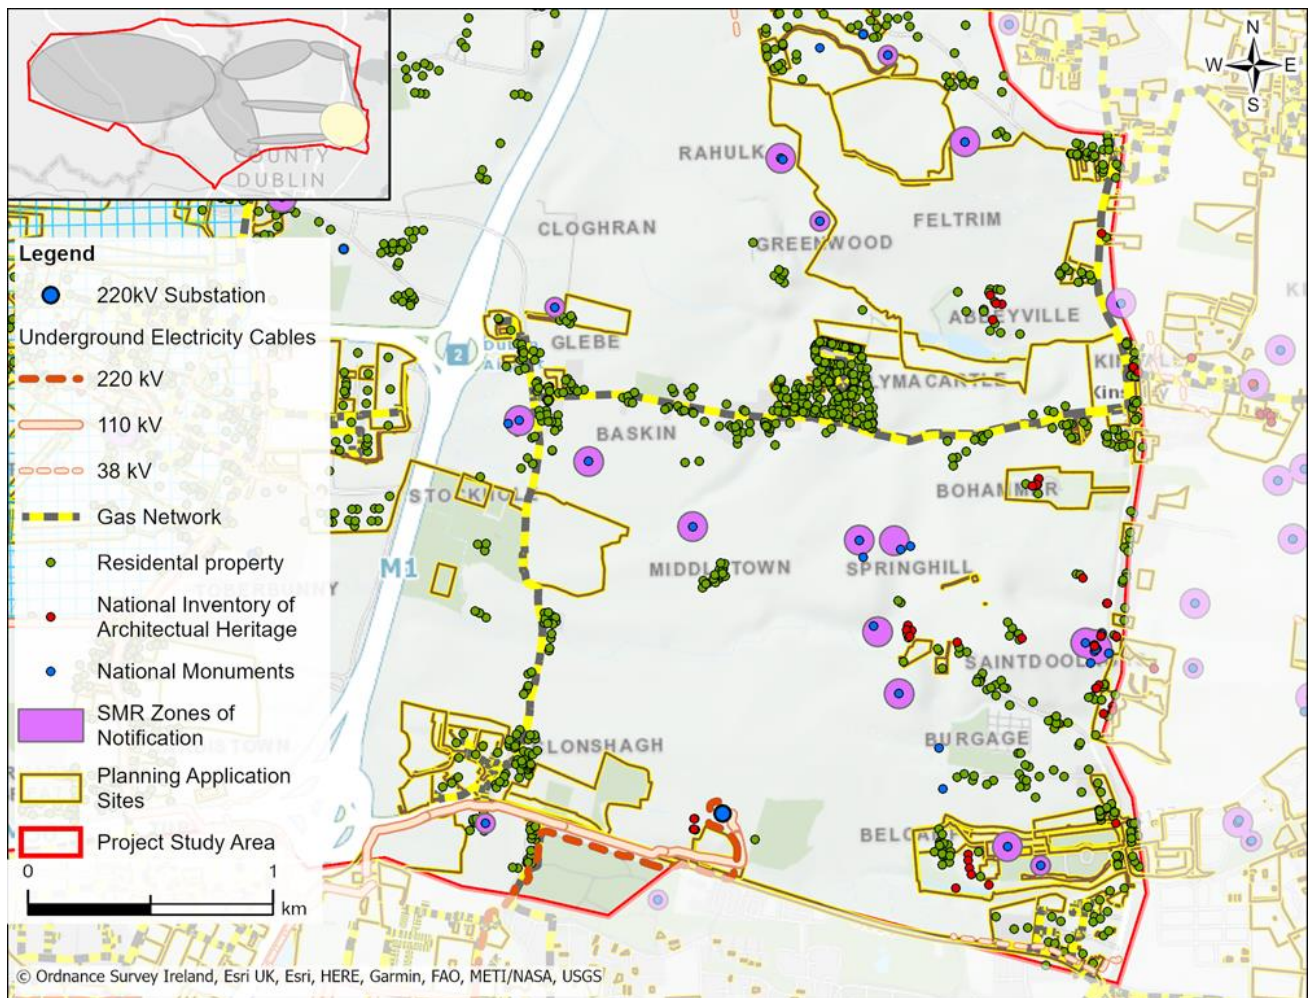 COUNTY
DUBLIN
N
W
E
S
RAHULK
CLOGHRAN
GREENWOOD
FELTRIM
ABBEYVILLE
2
GLEBE
BASKIN
BOHAMMER
MIDDLETOWN
SPRINGHILL
M1
BURGAGE
Legend
220kV Substation
Underground Electricity Cables
220 kV
110 kV
38 kV
Gas Network
Residental property
National Inventory of
Architectual Heritage
National Monuments
SMR Zones of
Notification
Planning Application
Sites
Project Study Area
0
1
km
© Ordnance Survey Ireland, Esri UK, Esri, HERE, Garmin, FAO, METI/NASA, USGS